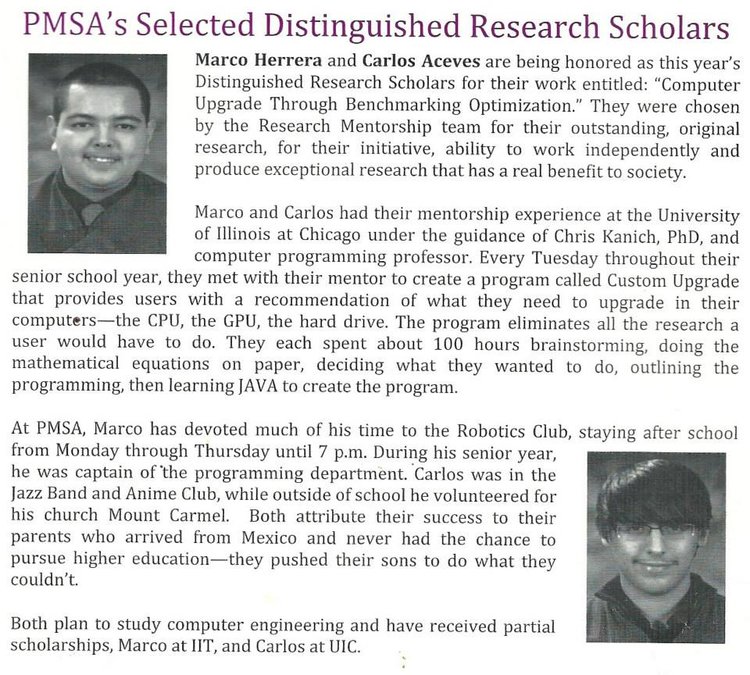 PMSA's Selected Distinguished Research Scholars
Marco Herrera and Carlos Aceves are being honored as this year's
Distinguished Research Scholars for their work entitled: "Computer
Upgrade Through Benchmarking Optimization." They were chosen
by the Research Mentorship team for their outstanding, original
research, for their initiative, ability to work independently and
produce exceptional research that has a real benefit to society.
Marco and Carlos had their mentorship experience at the University
of Illinois at Chicago under the guidance of Chris Kanich, PhD, and
computer programming professor. Every Tuesday throughout their
senior school year, they met with their mentor to create a program called Custom Upgrade
that provides users with a recommendation of what they need to upgrade in their
computers—the CPU, the GPU, the hard drive. The program eliminates all the research a
user would have to do. They each spent about 100 hours brainstorming, doing the
mathematical equations on paper, deciding what they wanted to do, outlining the
programming, then learning JAVA to create the program.
At PMSA, Marco has devoted much of his time to the Robotics Club, staying after school
from Monday through Thursday until 7 p.m. During his senior year,
he was captain of the programming department. Carlos was in the
Jazz Band and Anime Club, while outside of school he volunteered for
his church Mount Carmel. Both attribute their success to their
parents who arrived from Mexico and never had the chance to
pursue higher education—they pushed their sons to do what they
couldn't.
Both plan to study computer engineering and have received partial
scholarships, Marco at IIT, and Carlos at UIC.